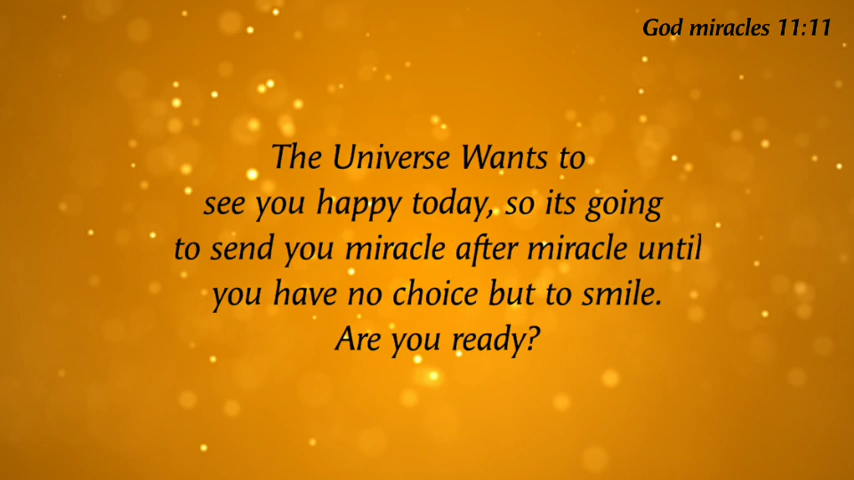 God miracles 11:11
The Universe Wants to
see you happy today, so its going
to send you miracle after miracle until
you have no choice but to smile.
Are you ready?